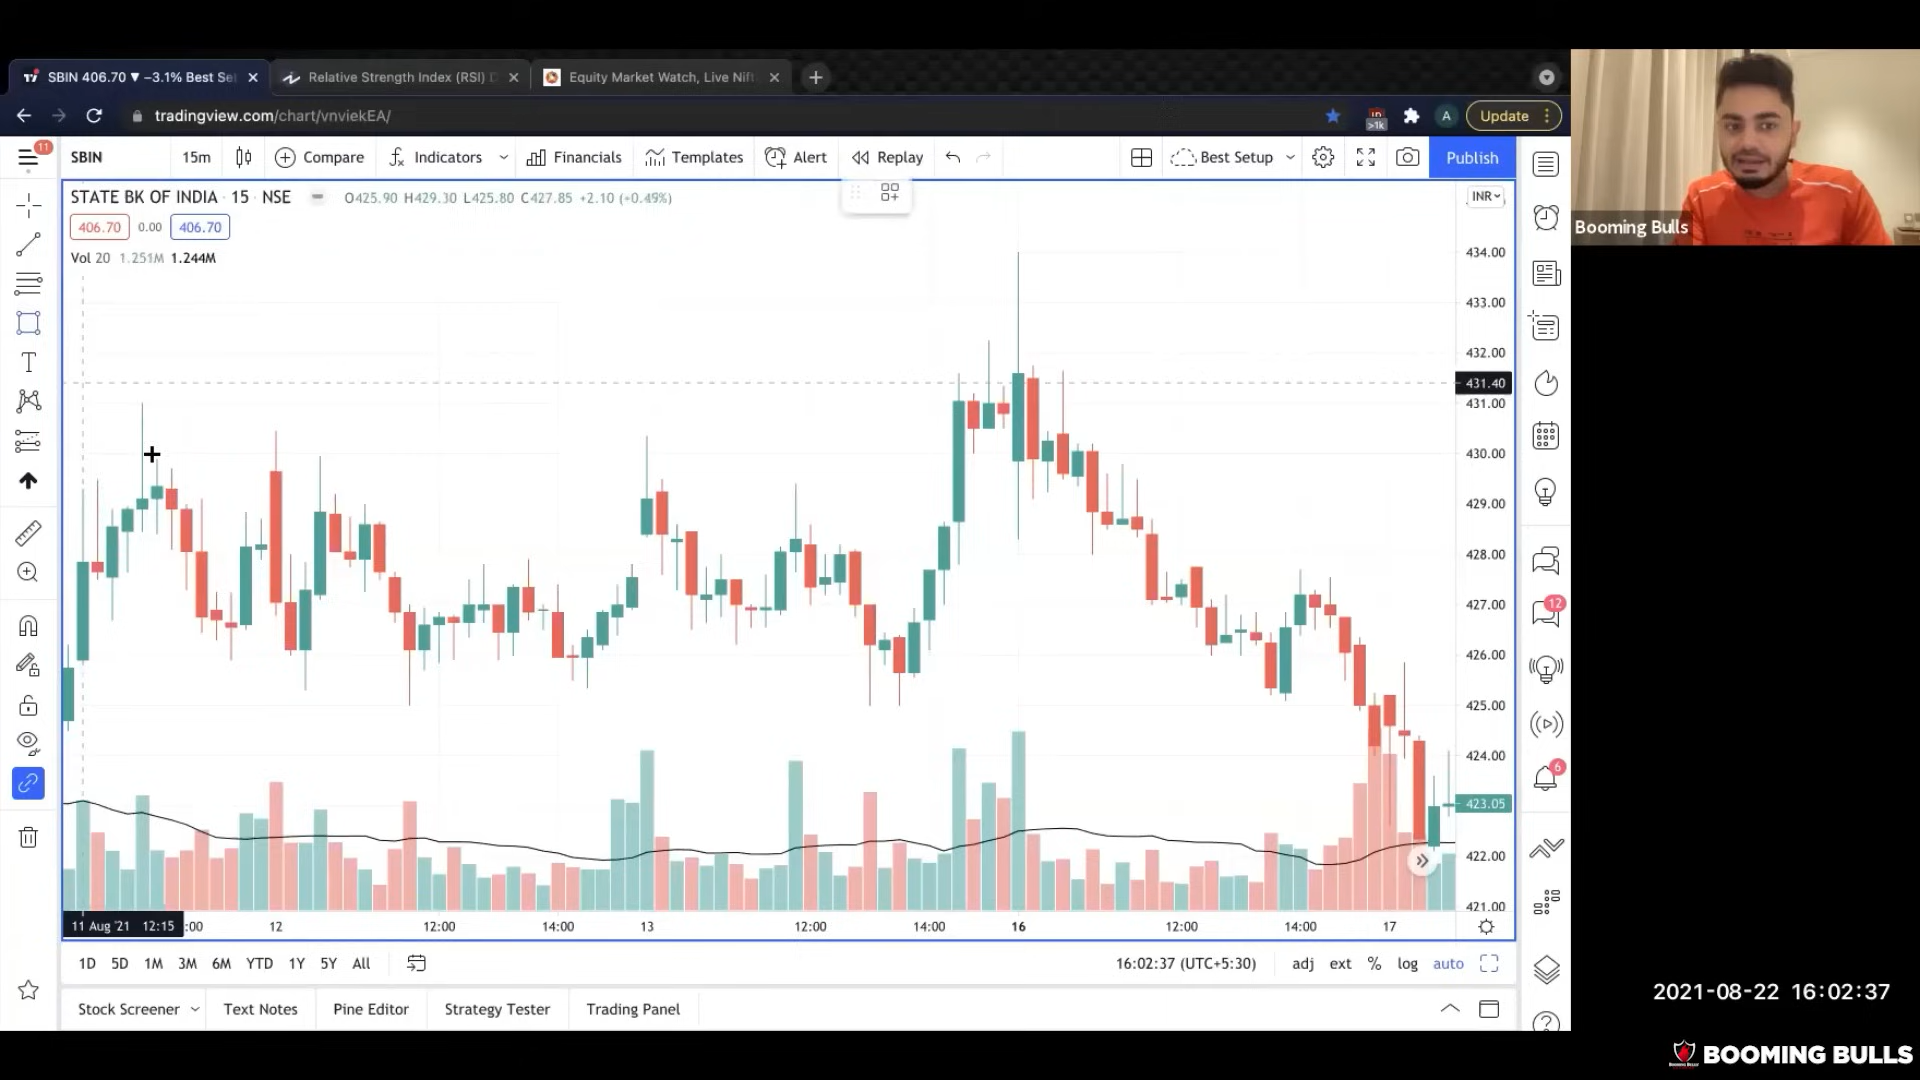 SBIN 406.70 ▼ −3.1% Best Se
Relative Strength Index (RSI) D
Equity Market Watch, Live Nift
tradingview.com/chart/vnviekEA/
>1k
A
Update
11
SBIN
15m
Compare
Indicators
Financials
Templates
Alert
Replay
Best Setup
Publish
STATE BK OF INDIA · 15 · NSE
O425.90 H429.30 L425.80 C427.85 +2.10 (+0.49%)
INR
406.70
0.00
406.70
Vol 20 1.251M 1.244M
Booming Bulls
434.00
433.00
432.00
431.40
431.00
430.00
429.00
428.00
427.00
426.00
425.00
424.00
423.05
422.00
421.00
T
12
6
11 Aug '21 12:15
:00
12
12:00
14:00
13
12:00
14:00
16
12:00
14:00
17
1D 5D 1M 3M 6M YTD 1Y 5Y All
16:02:37 (UTC+5:30)
adj ext % log auto
Stock Screener
Text Notes
Pine Editor
Strategy Tester
Trading Panel
2021-08-22 16:02:37
BOOMING BULLS